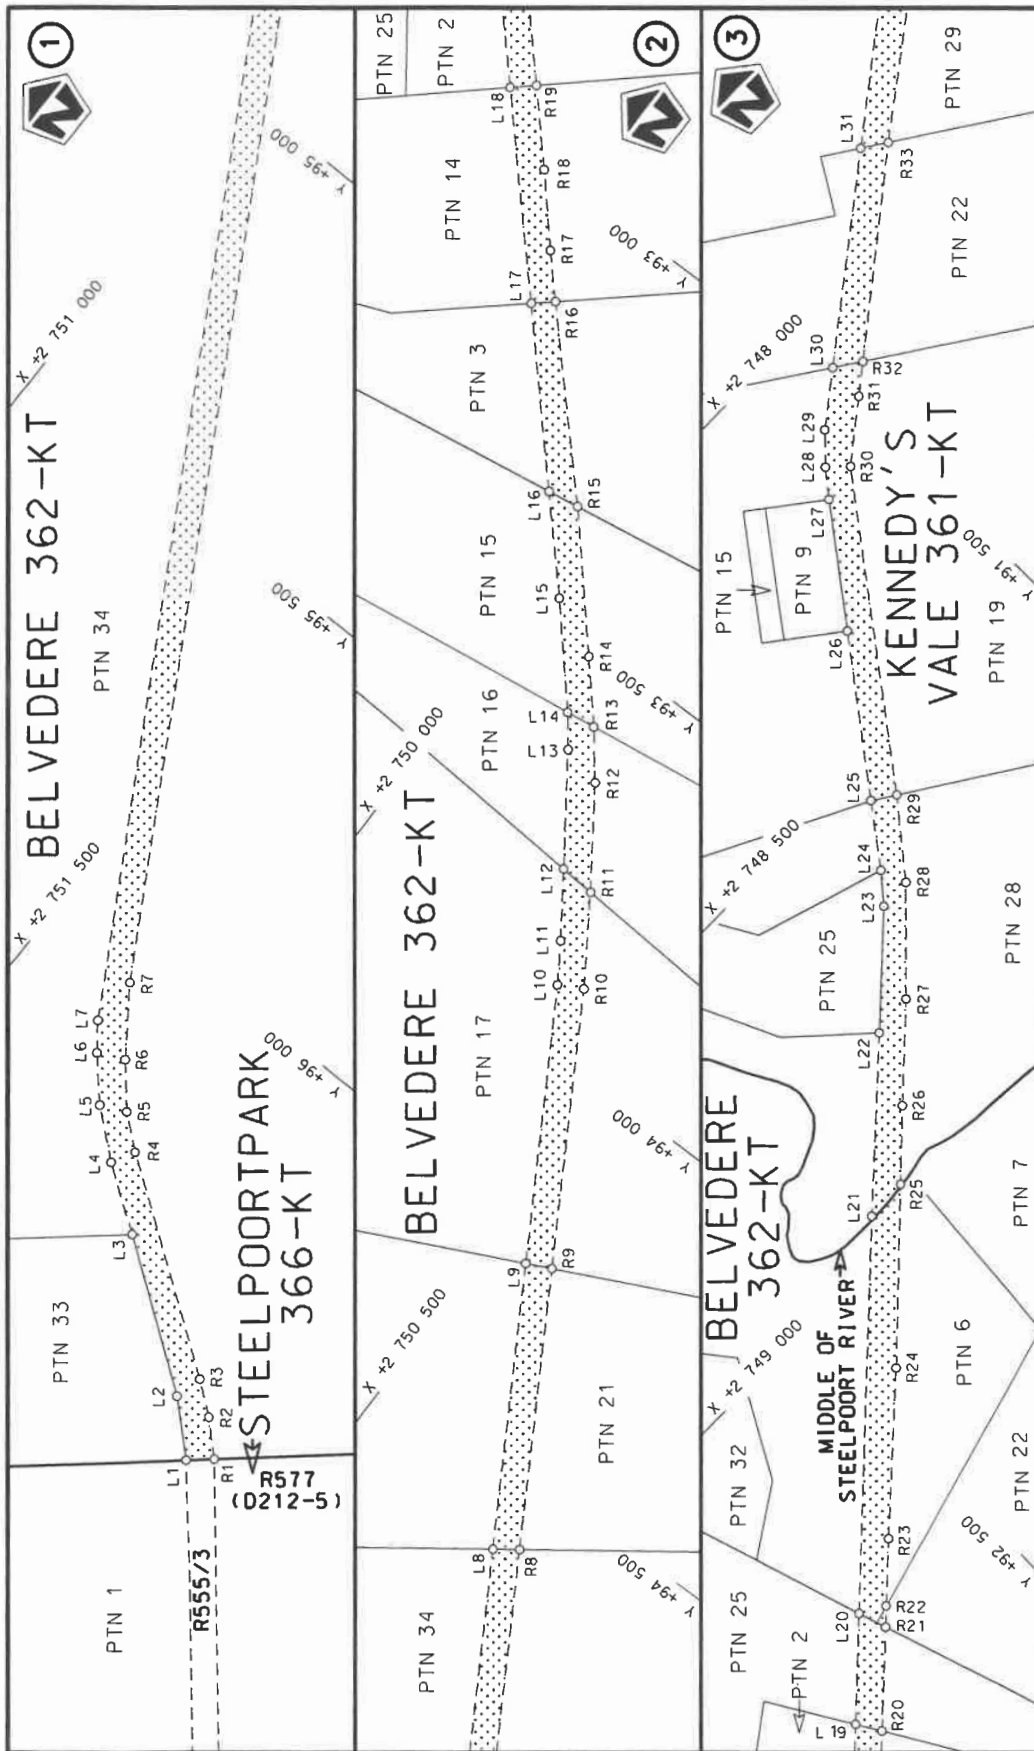 1
BELVEDERE 362-KT
X +2 751 500
X +2 751 000
PTN 1
PTN 33
PTN 34
R555/3
L1
L2
L3
L4
L5
L6
L7
R1
R2
R3
R4
R5
R6
R7
R577
(D212-5)
STEELPOORTPARK
366-KT
Y +96 000
Y +95 500
Y +95 000
2
BELVEDERE 362-KT
X +2 750 500
X +2 750 000
PTN 34
PTN 21
PTN 17
PTN 16
PTN 15
PTN 3
PTN 14
PTN 2
PTN 25
L8
L9
L10
L11
L12
L13
L14
L15
L16
L17
L18
R8
R9
R10
R11
R12
R13
R14
R15
R16
R17
R18
R19
Y +94 500
Y +94 000
Y +93 500
Y +93 000
3
BELVEDERE
362-KT
X +2 749 000
X +2 748 500
X +2 748 000
PTN 25
PTN 2
PTN 32
MIDDLE OF
STEELPOORT RIVER
PTN 25
PTN 15
PTN 9
L 19
L20
L21
L22
L23
L24
L25
L26
L27
L28
L29
L30
L31
R20
R21
R22
R23
R24
R25
R26
R27
R28
R29
R30
R31
R32
R33
KENNEDY'S
VALE 361-KT
PTN 22
PTN 6
PTN 7
PTN 28
PTN 19
PTN 22
PTN 29
Y +92 500
Y +91 500